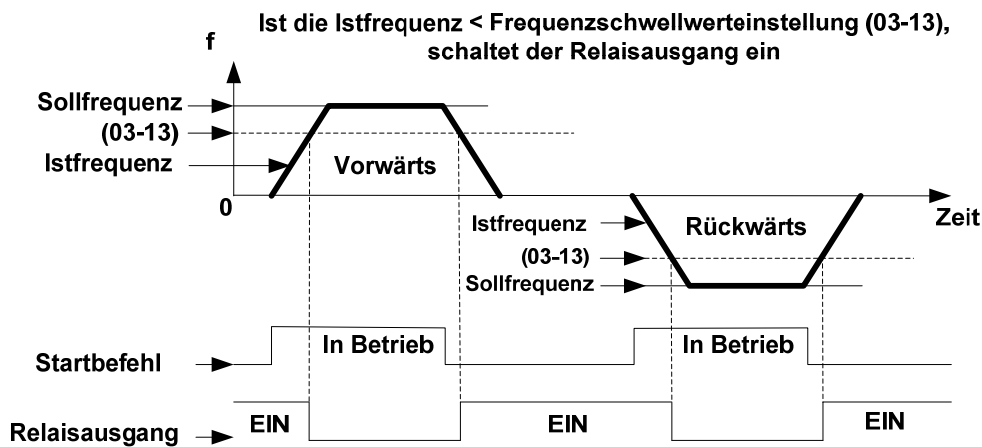 Ist die Istfrequenz < Frequenzschwellwerteinstellung (03-13),
schaltet der Relaisausgang ein
f
Sollfrequenz
(03-13)
Istfrequenz
Vorwärts
0
Zeit
Istfrequenz
Rückwärts
(03-13)
Sollfrequenz
In Betrieb
In Betrieb
Startbefehl
EIN
EIN
EIN
Relaisausgang